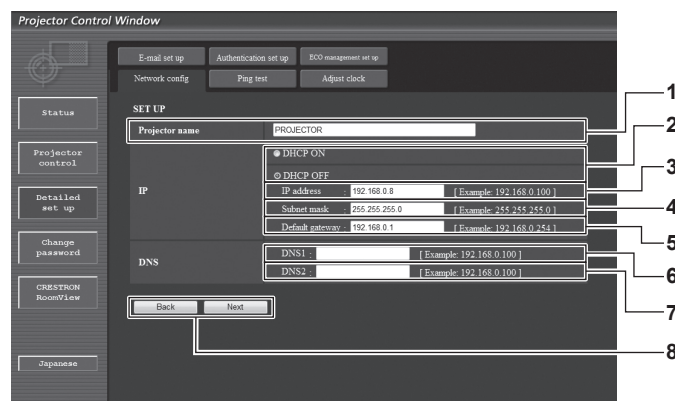 Projector Control Window
E-mail set up
Authentication set up
ECO management set up
Network config
Ping test
Adjust clock
Status
Projector control
Detailed set up
Change password
CRESTRON RoomView
Japanese
SET UP
Projector name PROJECTOR
IP
DHCP ON
DHCP OFF
IP address : 192.168.0.8 [ Example: 192.168.0.100 ]
Subnet mask : 255.255.255.0 [ Example: 255.255.255.0 ]
Default gateway : 192.168.0.1 [ Example: 192.168.0.254 ]
DNS
DNS1 : [ Example: 192.168.0.100 ]
DNS2 : [ Example: 192.168.0.100 ]
Back Next
1
2
3
4
5
6
7
8